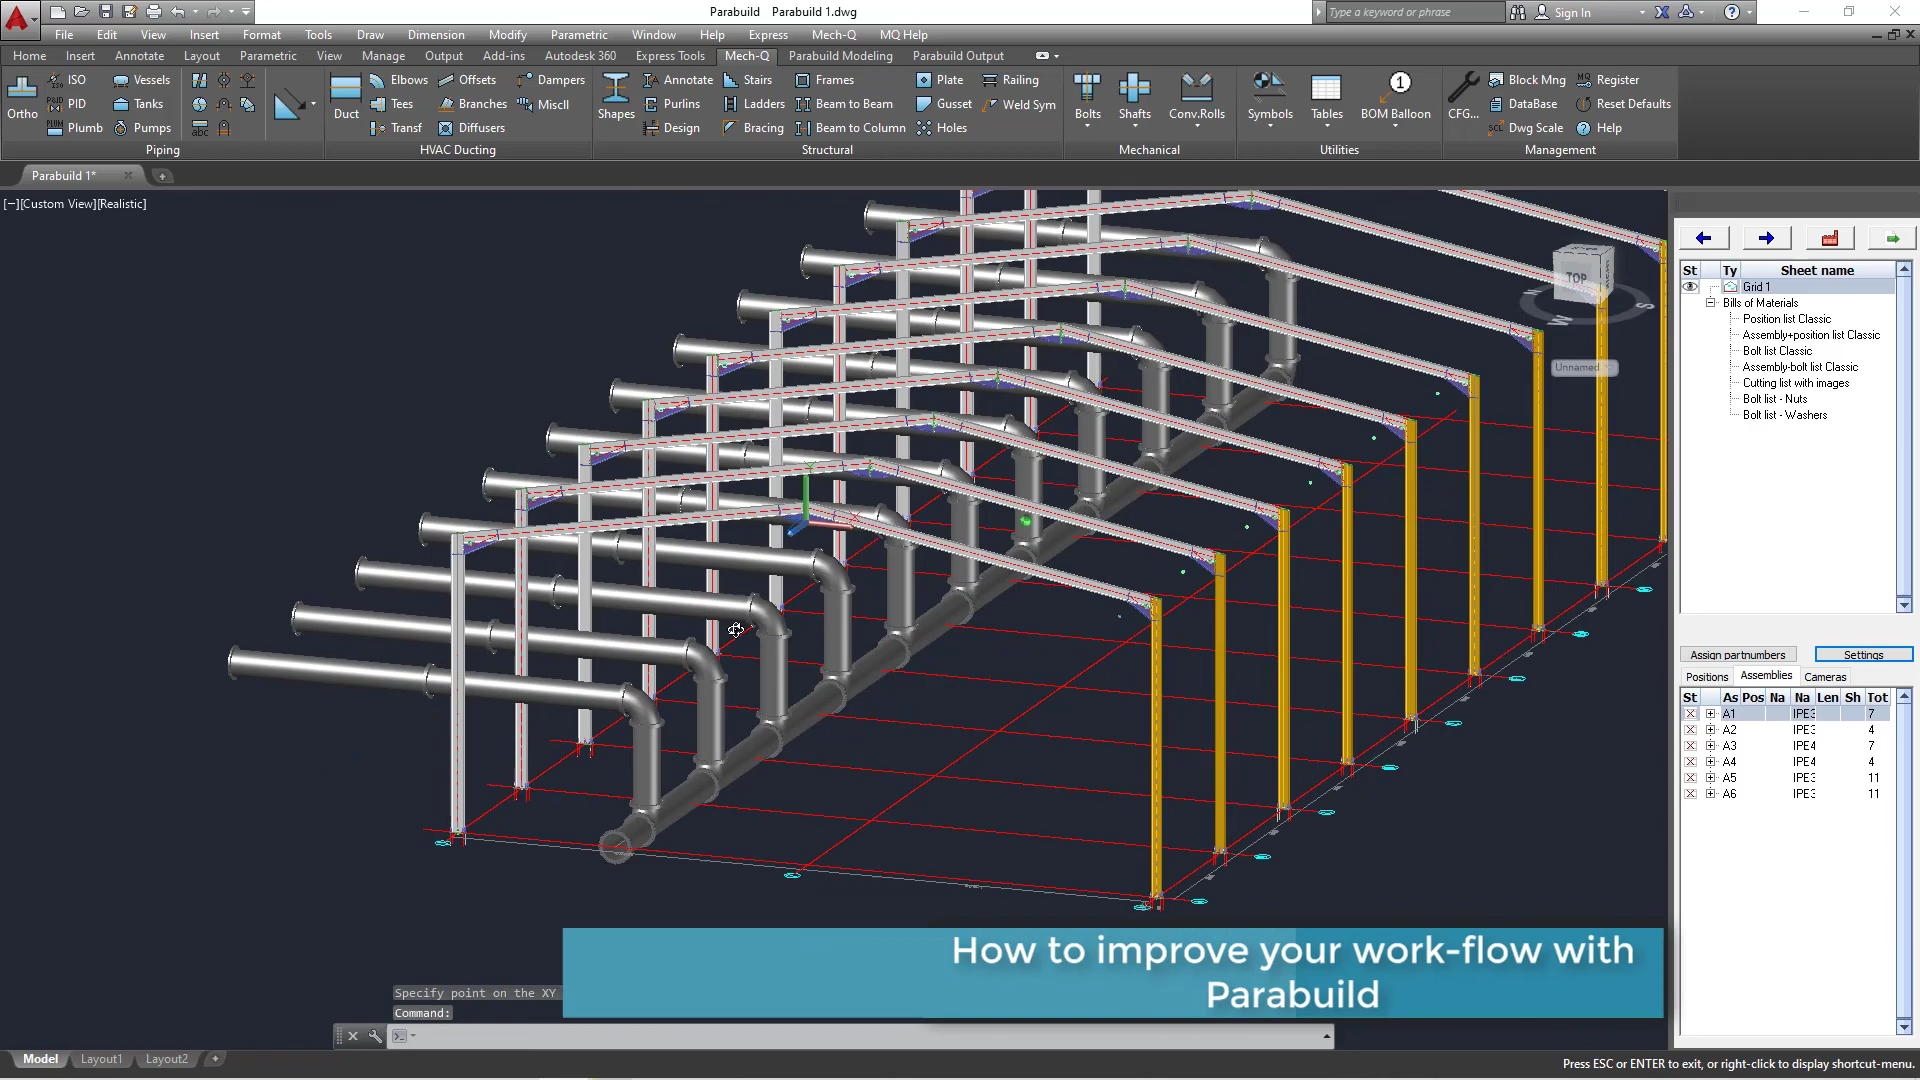 Parabuild Parabuild 1.dwg
Type a keyword or phrase
Sign In
File Edit View Insert Format Tools Draw Dimension Modify Parametric Window Help Express Mech-Q MQ Help
Home Insert Annotate Layout Parametric View Manage Output Add-ins Autodesk 360 Express Tools Mech-Q Parabuild Modeling Parabuild Output
Ortho
ISO
PID
Plumb
Vessels
Tanks
Pumps
Piping
Duct
Elbows
Tees
Transf
Offsets
Branches
Diffusers
Dampers
Miscll
HVAC Ducting
Shapes
Annotate
Purlins
Design
Stairs
Ladders
Bracing
Frames
Beam to Beam
Beam to Column
Plate
Gusset
Holes
Railing
Weld Sym
Structural
Bolts
Shafts
Conv.Rolls
Mechanical
Symbols
Tables
1
BOM Balloon
Utilities
CFG...
Block Mng
DataBase
Dwg Scale
Register
Reset Defaults
Help
Management
Parabuild 1*
[−][Custom View][Realistic]
TOP
W
S
Unnamed
St Ty Sheet name
Grid 1
Bills of Materials
Position list Classic
Assembly+position list Classic
Bolt list Classic
Assembly-bolt list Classic
Cutting list with images
Bolt list - Nuts
Bolt list - Washers
Assign partnumbers Settings
Positions Assemblies Cameras
St As Pos Na Na Len Sh Tot
A1 IPE3 7
A2 IPE3 4
A3 IPE4 7
A4 IPE4 4
A5 IPE3 11
A6 IPE3 11
How to improve your work-flow with
Parabuild
Specify point on the XY
Command:
Model Layout1 Layout2
Press ESC or ENTER to exit, or right-click to display shortcut-menu.